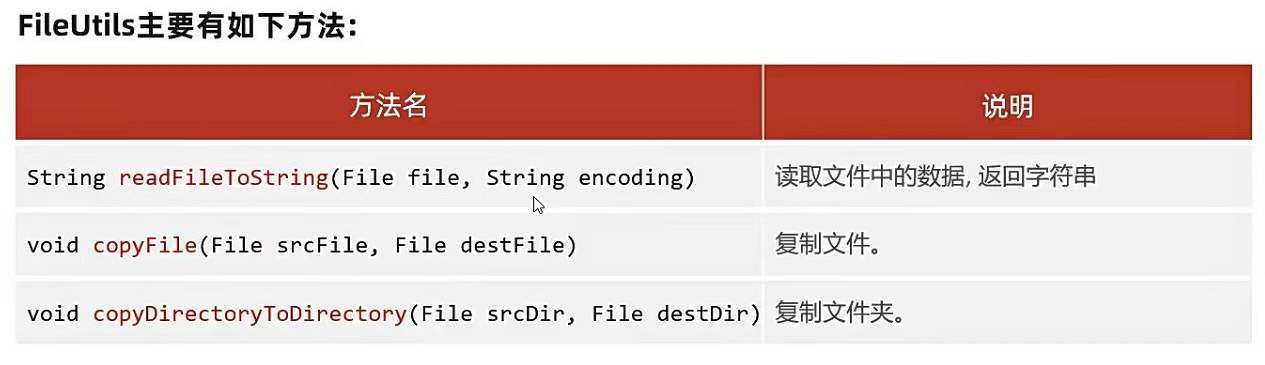 FileUtils主要有如下方法:
方法名 说明
String readFileToString(File file, String encoding) 读取文件中的数据, 返回字符串
void copyFile(File srcFile, File destFile) 复制文件。
void copyDirectoryToDirectory(File srcDir, File destDir) 复制文件夹。